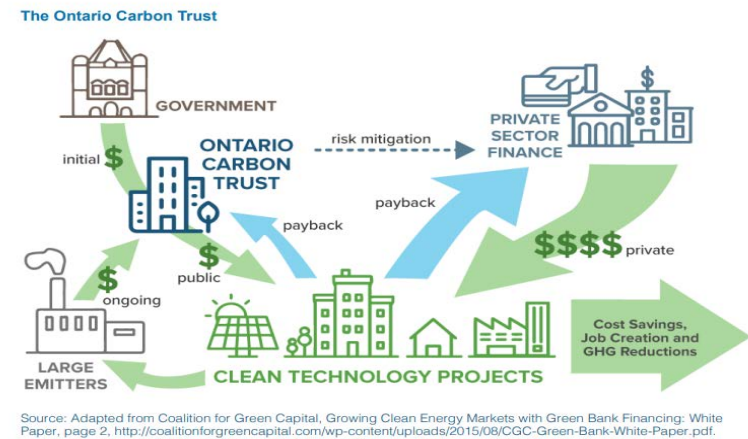 The Ontario Carbon Trust
GOVERNMENT
$
PRIVATE
SECTOR
FINANCE
ONTARIO
CARBON
TRUST
risk mitigation
initial $
payback
payback
$$$$ private
$
public
$
ongoing
Cost Savings,
Job Creation and
GHG Reductions
LARGE
EMITTERS
CLEAN TECHNOLOGY PROJECTS
Source: Adapted from Coalition for Green Capital, Growing Clean Energy Markets with Green Bank Financing: White
Paper, page 2, http://coalitionforgreencapital.com/wp-content/uploads/2015/08/CGC-Green-Bank-White-Paper.pdf.